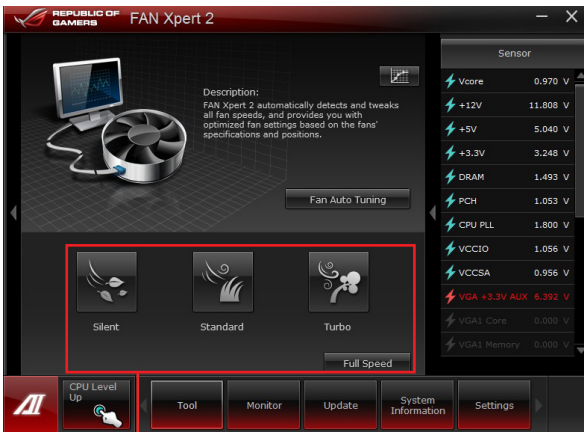 REPUBLIC OF
GAMERS
FAN Xpert 2
Description:
FAN Xpert 2 automatically detects and tweaks
all fan speeds, and provides you with
optimized fan settings based on the fans'
specifications and positions.
Fan Auto Tuning
Silent
Standard
Turbo
Full Speed
Sensor
Vcore 0.970 V
+12V 11.808 V
+5V 5.040 V
+3.3V 3.248 V
DRAM 1.493 V
PCH 1.053 V
CPU PLL 1.800 V
VCCIO 1.056 V
VCCSA 0.956 V
VGA +3.3V AUX 6.392 V
VGA1 Core 0.000 V
VGA1 Memory 0.000 V
AI
CPU Level
Up
Tool
Monitor
Update
System
Information
Settings